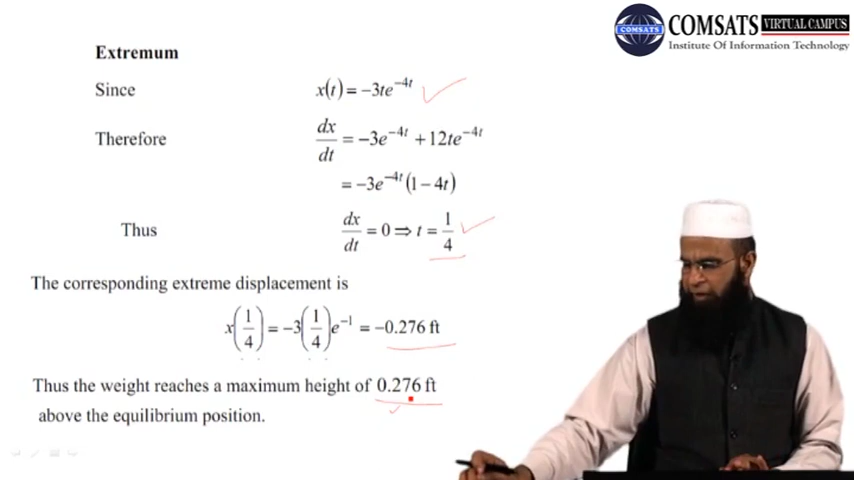 COMSATS VIRTUAL CAMPUS
COMSATS
Institute Of Information Technology
Extremum
Since x(t) = −3te^{−4t}
Therefore dx/dt = −3e^{−4t} + 12te^{−4t}
= −3e^{−4t}(1 − 4t)
Thus dx/dt = 0 ⇒ t = 1/4
The corresponding extreme displacement is
x(1/4) = −3(1/4)e^{−1} = −0.276 ft
Thus the weight reaches a maximum height of 0.276 ft
above the equilibrium position.